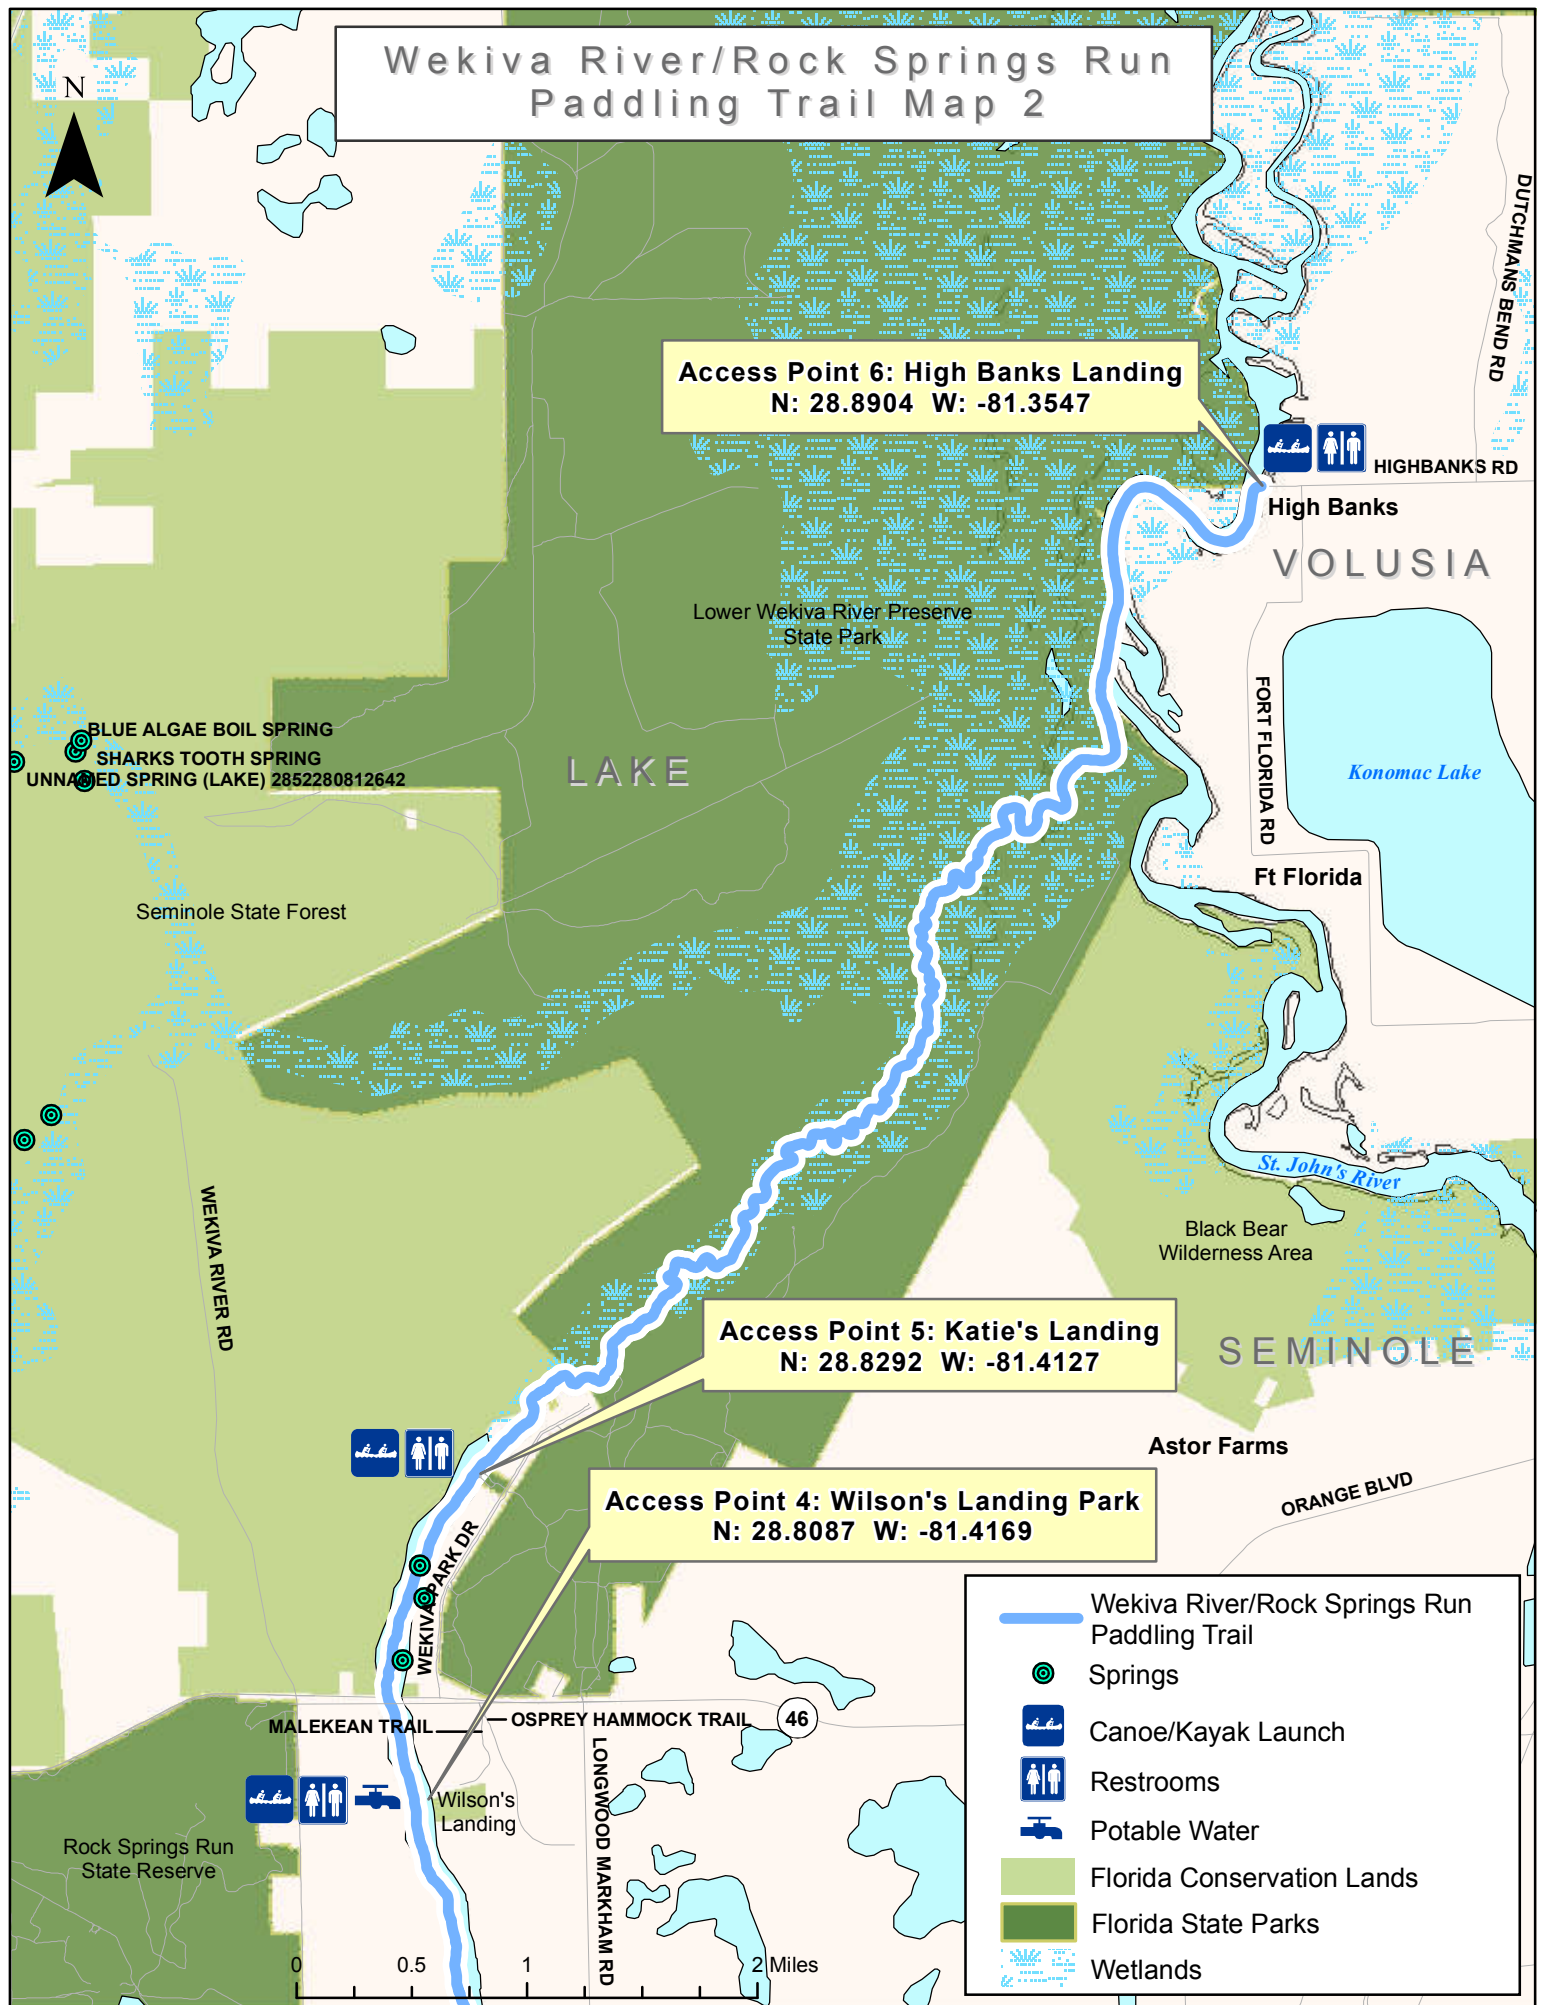 Wekiva River/Rock Springs Run
Paddling Trail Map 2
N
DUTCHMANS BEND RD
Access Point 6: High Banks Landing
N: 28.8904 W: -81.3547
HIGHBANKS RD
High Banks
VOLUSIA
Lower Wekiva River Preserve
State Park
FORT FLORIDA RD
BLUE ALGAE BOIL SPRING
SHARKS TOOTH SPRING
UNNAMED SPRING (LAKE) 2852280812642
LAKE
Konomac Lake
Ft Florida
Seminole State Forest
St. John's River
WEKIVA RIVER RD
Black Bear
Wilderness Area
Access Point 5: Katie's Landing
N: 28.8292 W: -81.4127
SEMINOLE
Astor Farms
ORANGE BLVD
Access Point 4: Wilson's Landing Park
N: 28.8087 W: -81.4169
WEKIVA PARK DR
MALEKEAN TRAIL
OSPREY HAMMOCK TRAIL
46
LONGWOOD MARKHAM RD
Wilson's
Landing
Rock Springs Run
State Reserve
0 0.5 1 2 Miles
Wekiva River/Rock Springs Run
Paddling Trail
Springs
Canoe/Kayak Launch
Restrooms
Potable Water
Florida Conservation Lands
Florida State Parks
Wetlands